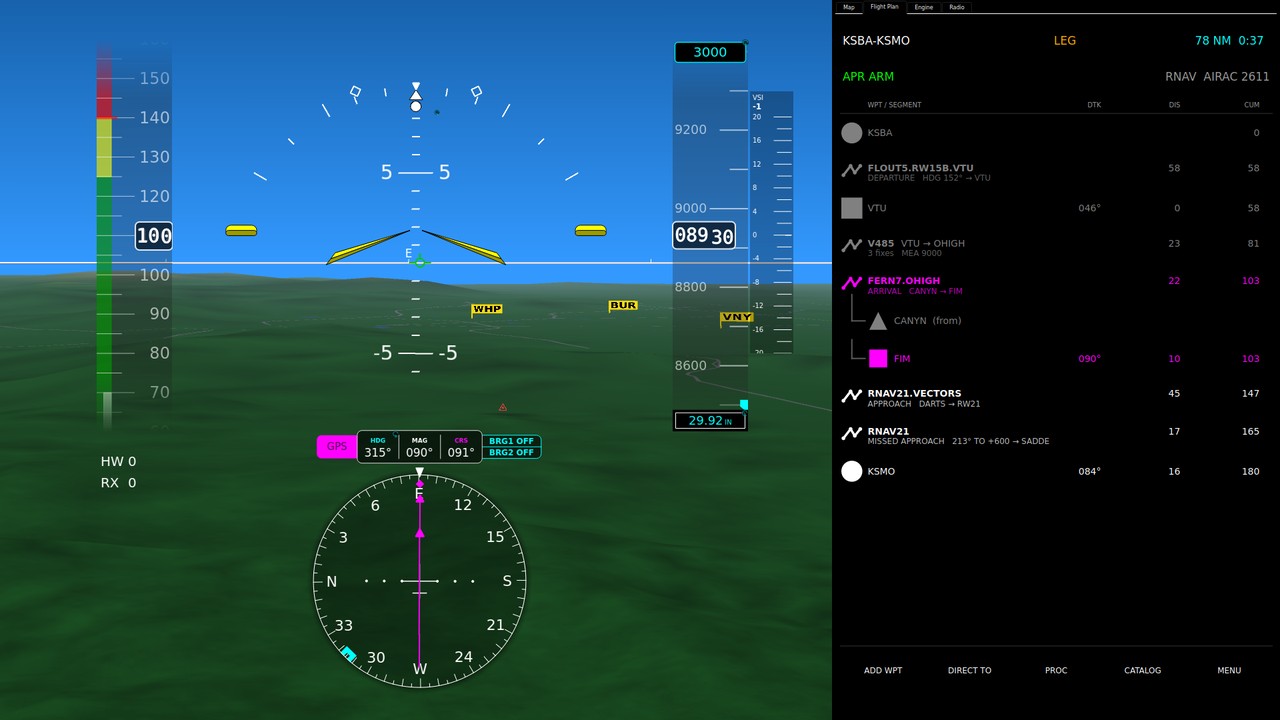 Map Flight Plan Engine Radio
KSBA-KSMO LEG 78 NM 0:37
APR ARM RNAV AIRAC 2611
WPT / SEGMENT DTK DIS CUM
KSBA 0
FLOUT5.RW15B.VTU 58 58
DEPARTURE HDG 152° → VTU
VTU 046° 0 58
V485 VTU → OHIGH 23 81
3 fixes MEA 9000
FERN7.OHIGH 22 103
ARRIVAL CANYN → FIM
CANYN (from)
FIM 090° 10 103
RNAV21.VECTORS 45 147
APPROACH DARTS → RW21
RNAV21 17 165
MISSED APPROACH 213° TO +600 → SADDE
KSMO 084° 16 180
ADD WPT DIRECT TO PROC CATALOG MENU
150
140
130
120
100
100
90
80
70
HW 0
RX 0
5 5
E
-5 -5
WHP
BUR
VNY
3000
9200
9000
08930
8800
8600
29.92 IN
VSI
-1
20
16
12
8
4
0
-4
-8
-12
-16
-20
GPS
HDG
315°
MAG
090°
CRS
091°
BRG1 OFF
BRG2 OFF
E
12
15
S
21
24
W
30
33
N
3
6